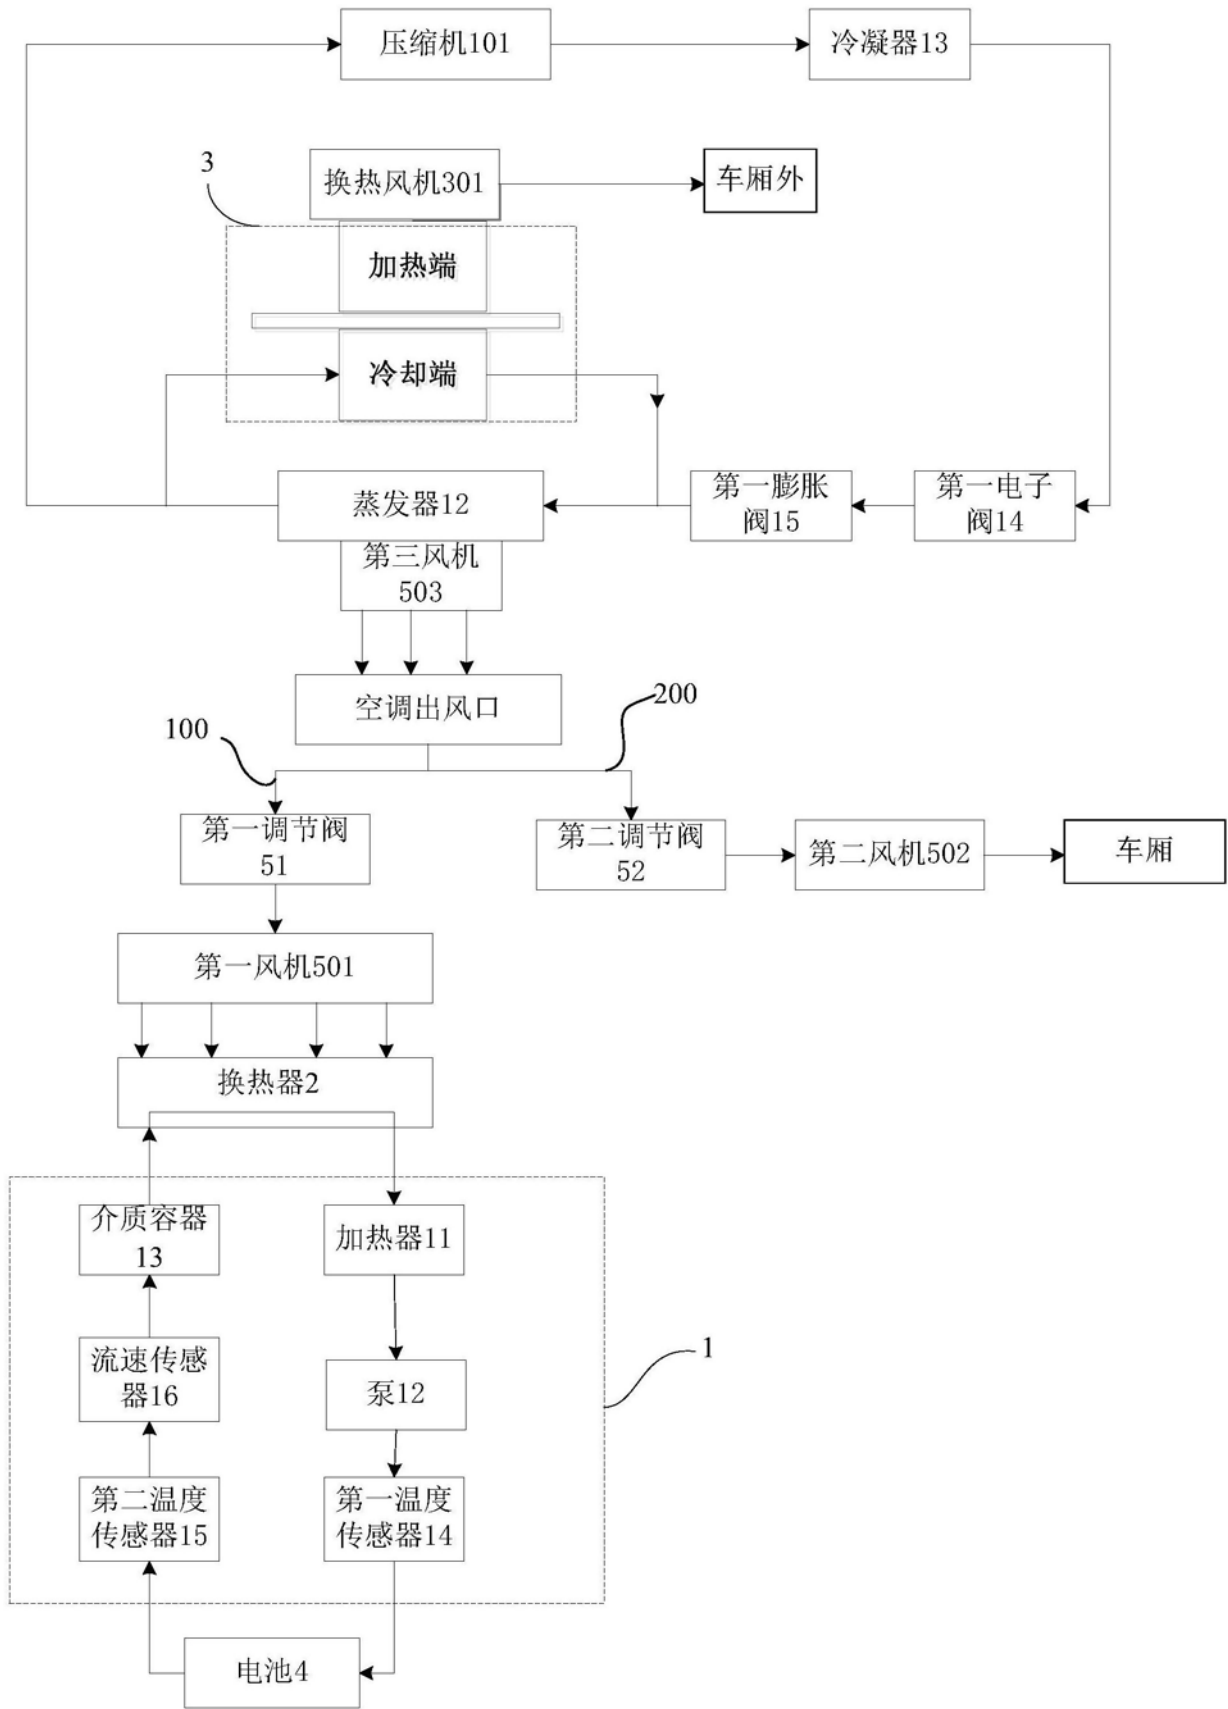 压缩机101
冷凝器13
3
换热风机301
车厢外
加热端
冷却端
蒸发器12
第一膨胀
阀15
第一电子
阀14
第三风机
503
空调出风口
200
100
第一调节阀
51
第二调节阀
52
第二风机502
车厢
第一风机501
换热器2
介质容器
13
加热器11
流速传感
器16
泵12
1
第二温度
传感器15
第一温度
传感器14
电池4